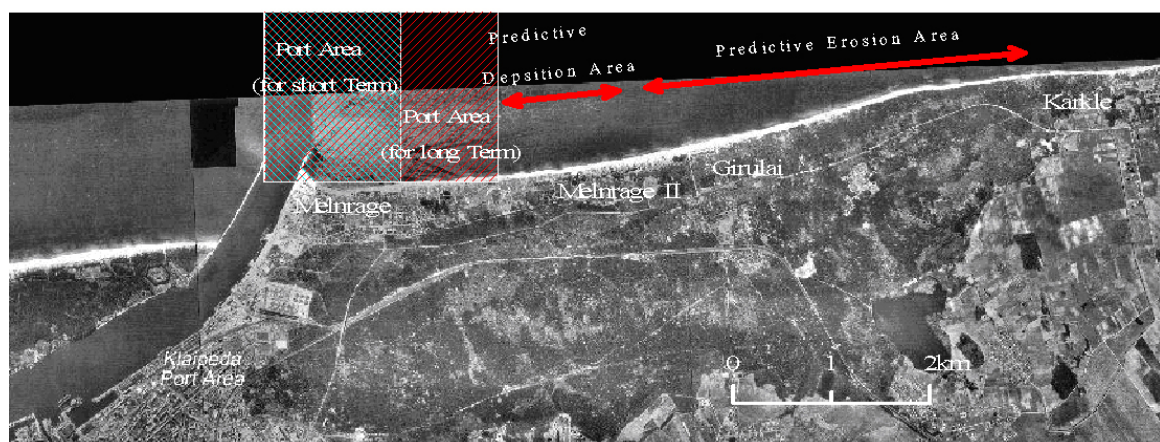 Port Area
(for short Term)
Port Area
(for long Term)
Predictive
Depsition Area
Predictive Erosion Area
Karkle
Girulai
Melnrage II
Melnrage
Klaipeda
Port Area
0 1 2km